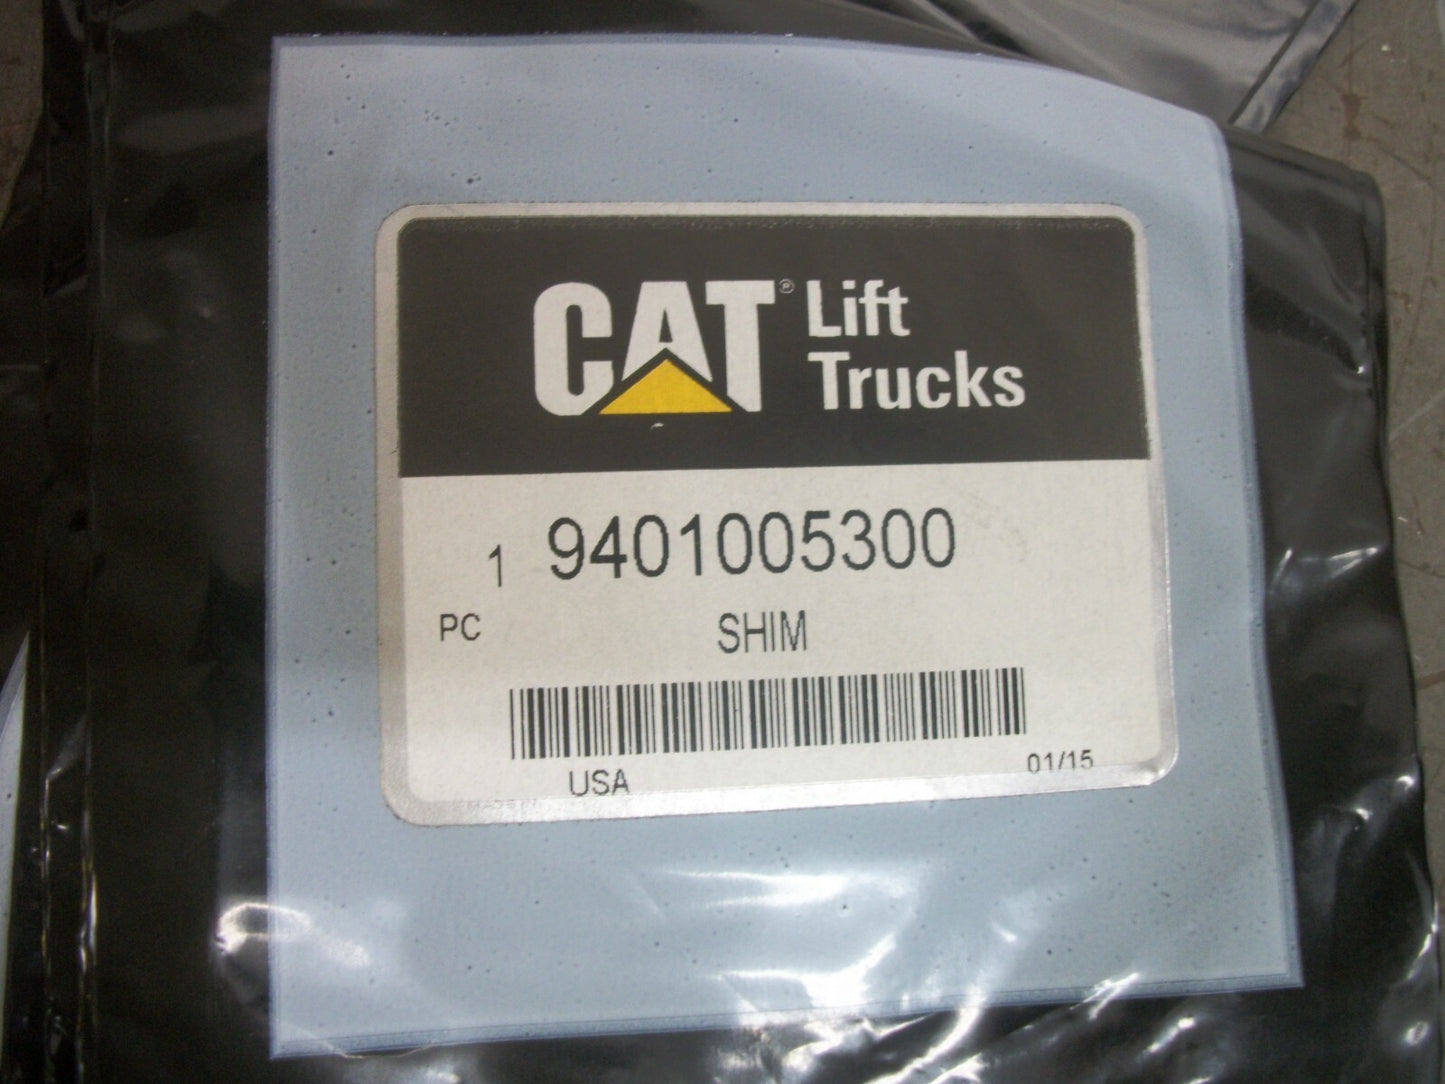 CAT® Lift
Trucks
1 9401005300
PC SHIM
USA 01/15